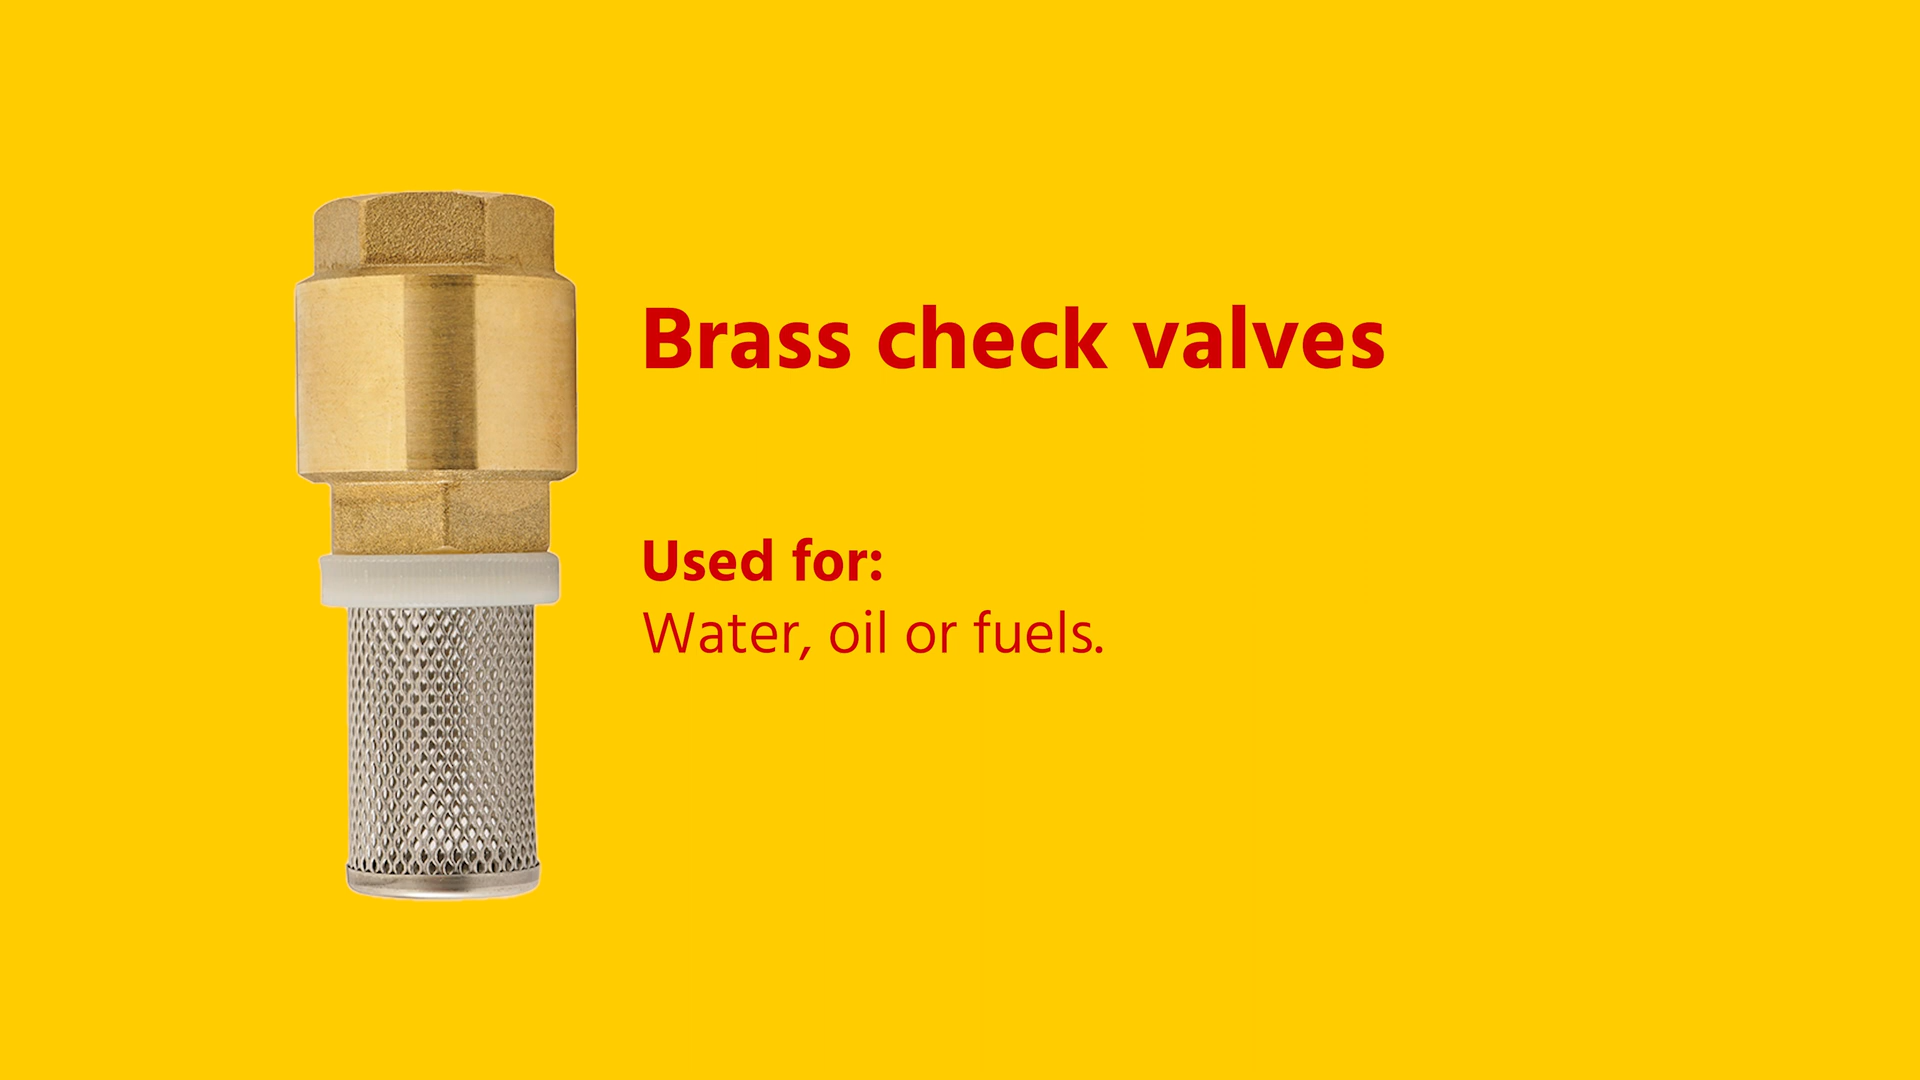 Brass check valves
Used for:
Water, oil or fuels.